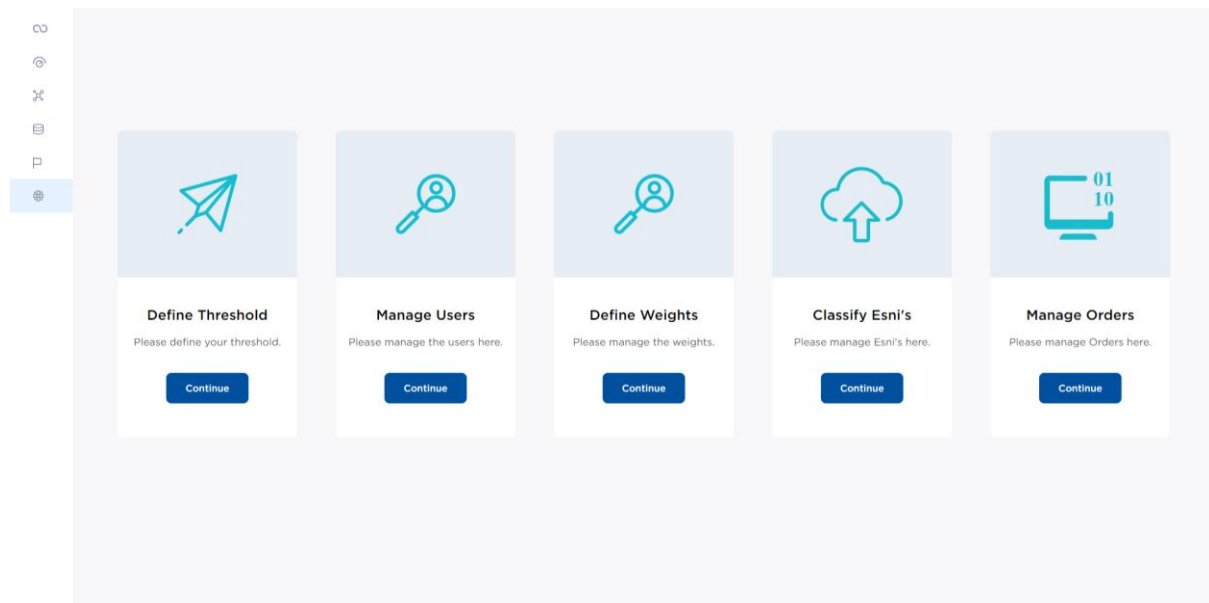 01
10
Define Threshold
Please define your threshold.
Continue
Manage Users
Please manage the users here.
Continue
Define Weights
Please manage the weights.
Continue
Classify Esni's
Please manage Esni's here.
Continue
Manage Orders
Please manage Orders here.
Continue